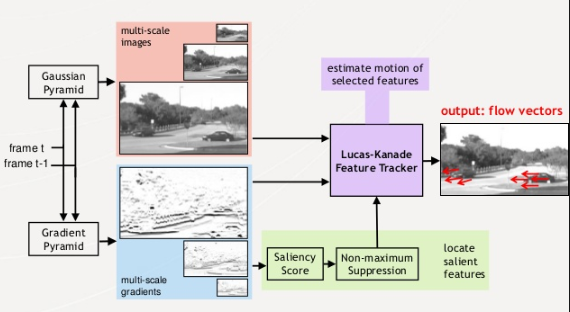 multi-scale
images
Gaussian
Pyramid
frame t
frame t-1
Gradient
Pyramid
multi-scale
gradients
estimate motion of
selected features
Lucas-Kanade
Feature Tracker
output: flow vectors
Saliency
Score
Non-maximum
Suppression
locate
salient
features